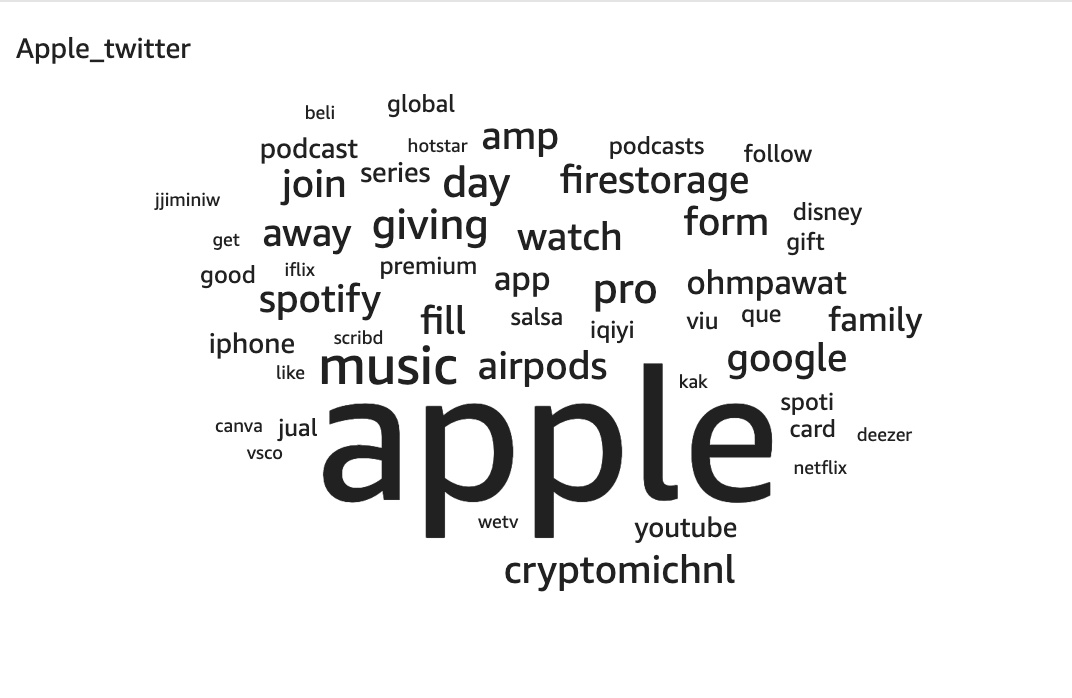 Apple_twitter
beli global
podcast hotstar amp podcasts follow
join series day firestorage
jjiminiw away giving watch form disney
get gift
good iflix premium app pro ohmpawat
spotify fill salsa iqiyi viu que family
iphone scribd
like music airpods kak google
apple
spoti
canva jual card deezer
vsco netflix
wetv youtube
cryptomichnl